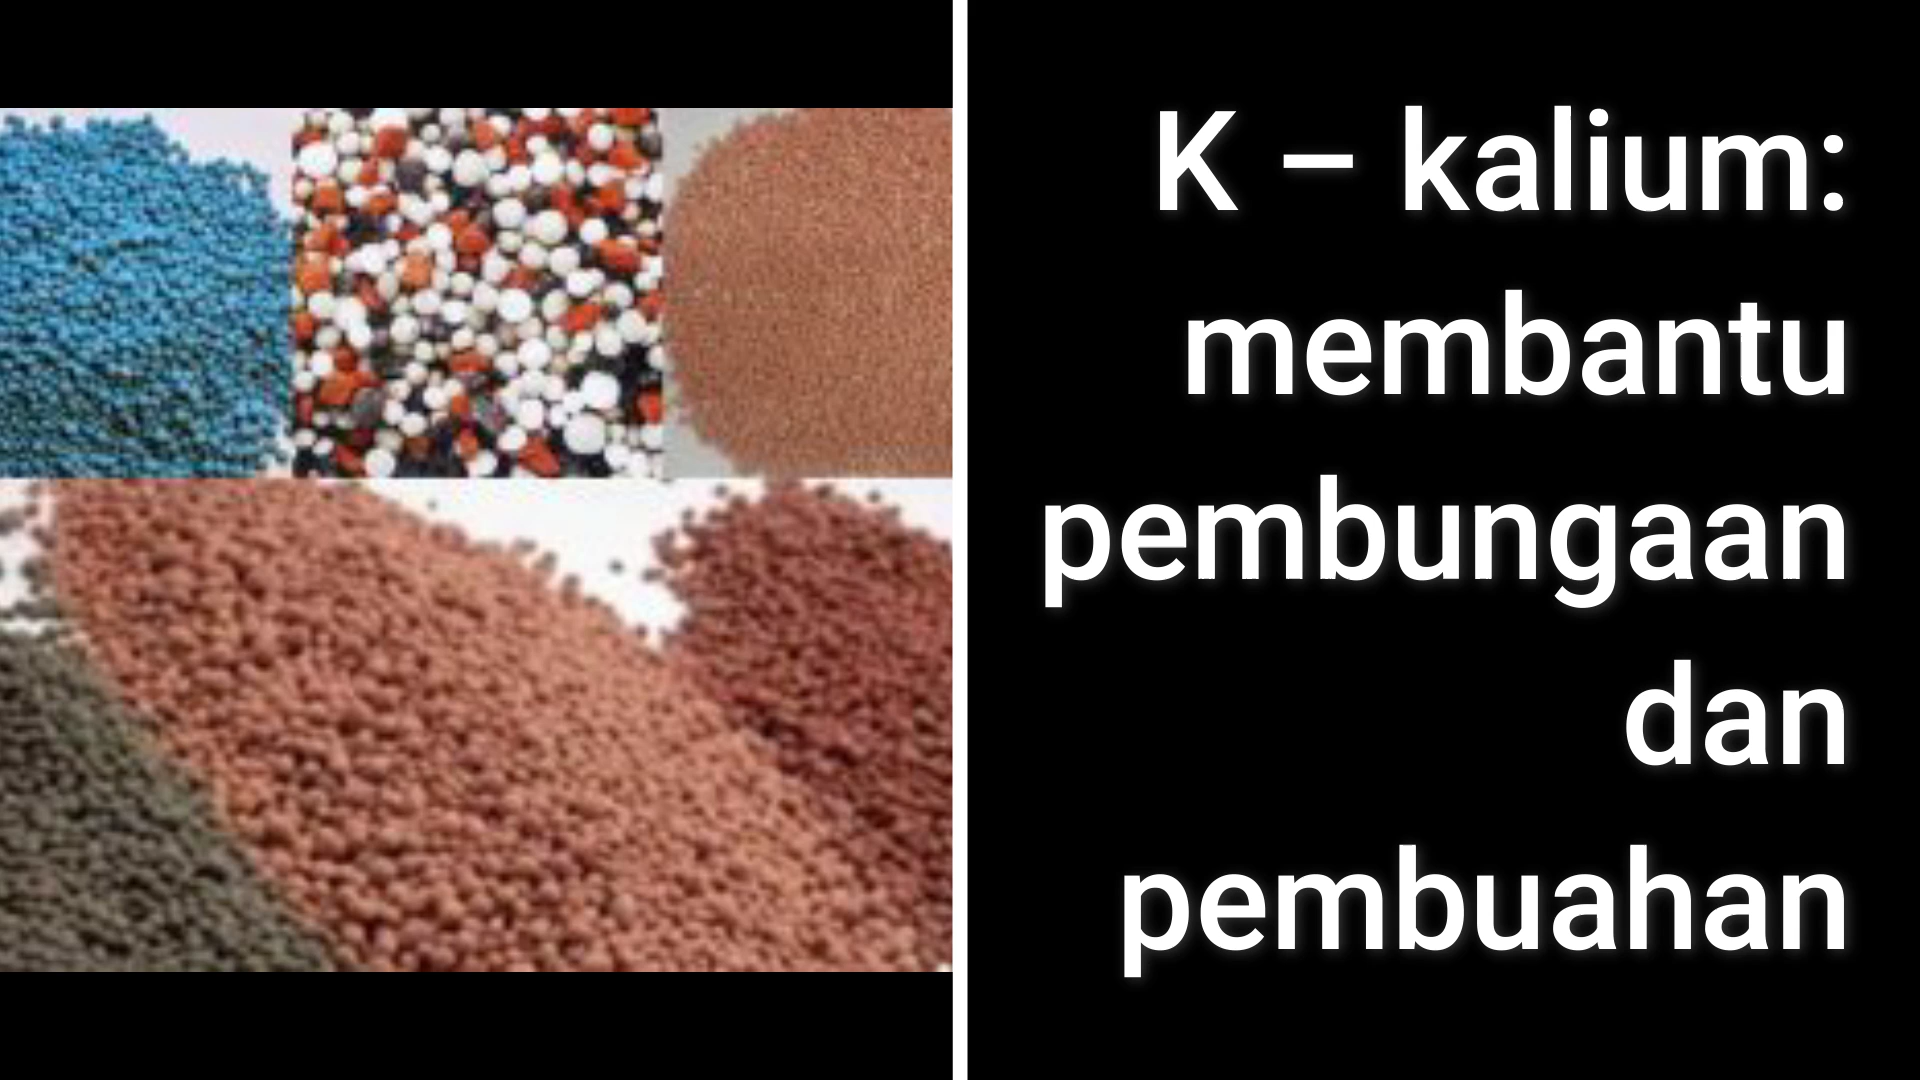 K – kalium:
membantu
pembungaan
dan
pembuahan